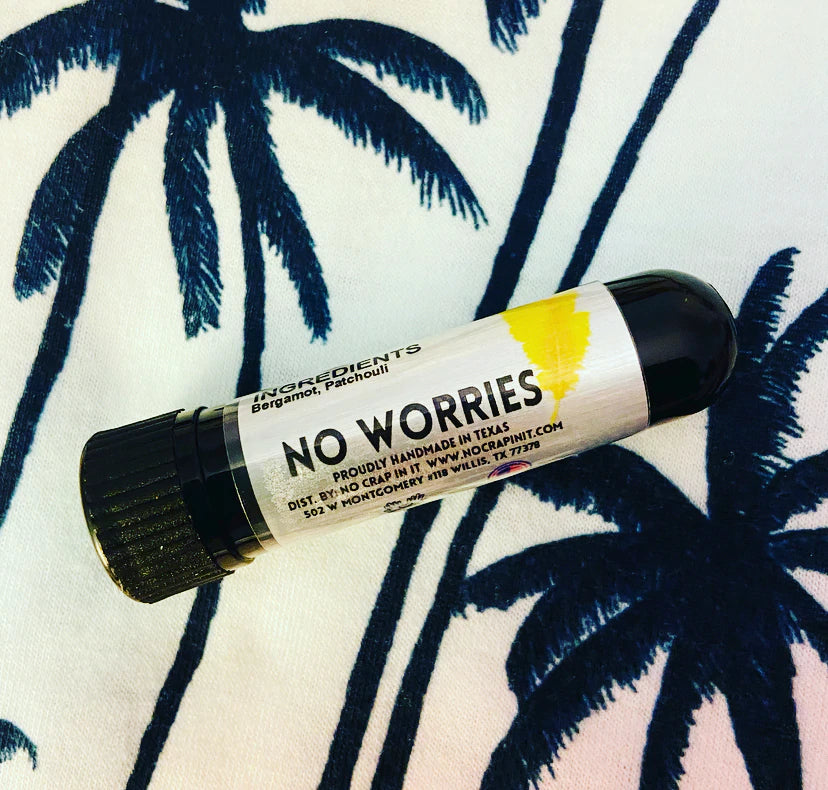 INGREDIENTS
Bergamot, Patchouli
NO WORRIES
PROUDLY HANDMADE IN TEXAS
DIST. BY: NO CRAP IN IT WWW.NOCRAPINIT.COM
502 W MONTGOMERY #118 WILLIS, TX 77378